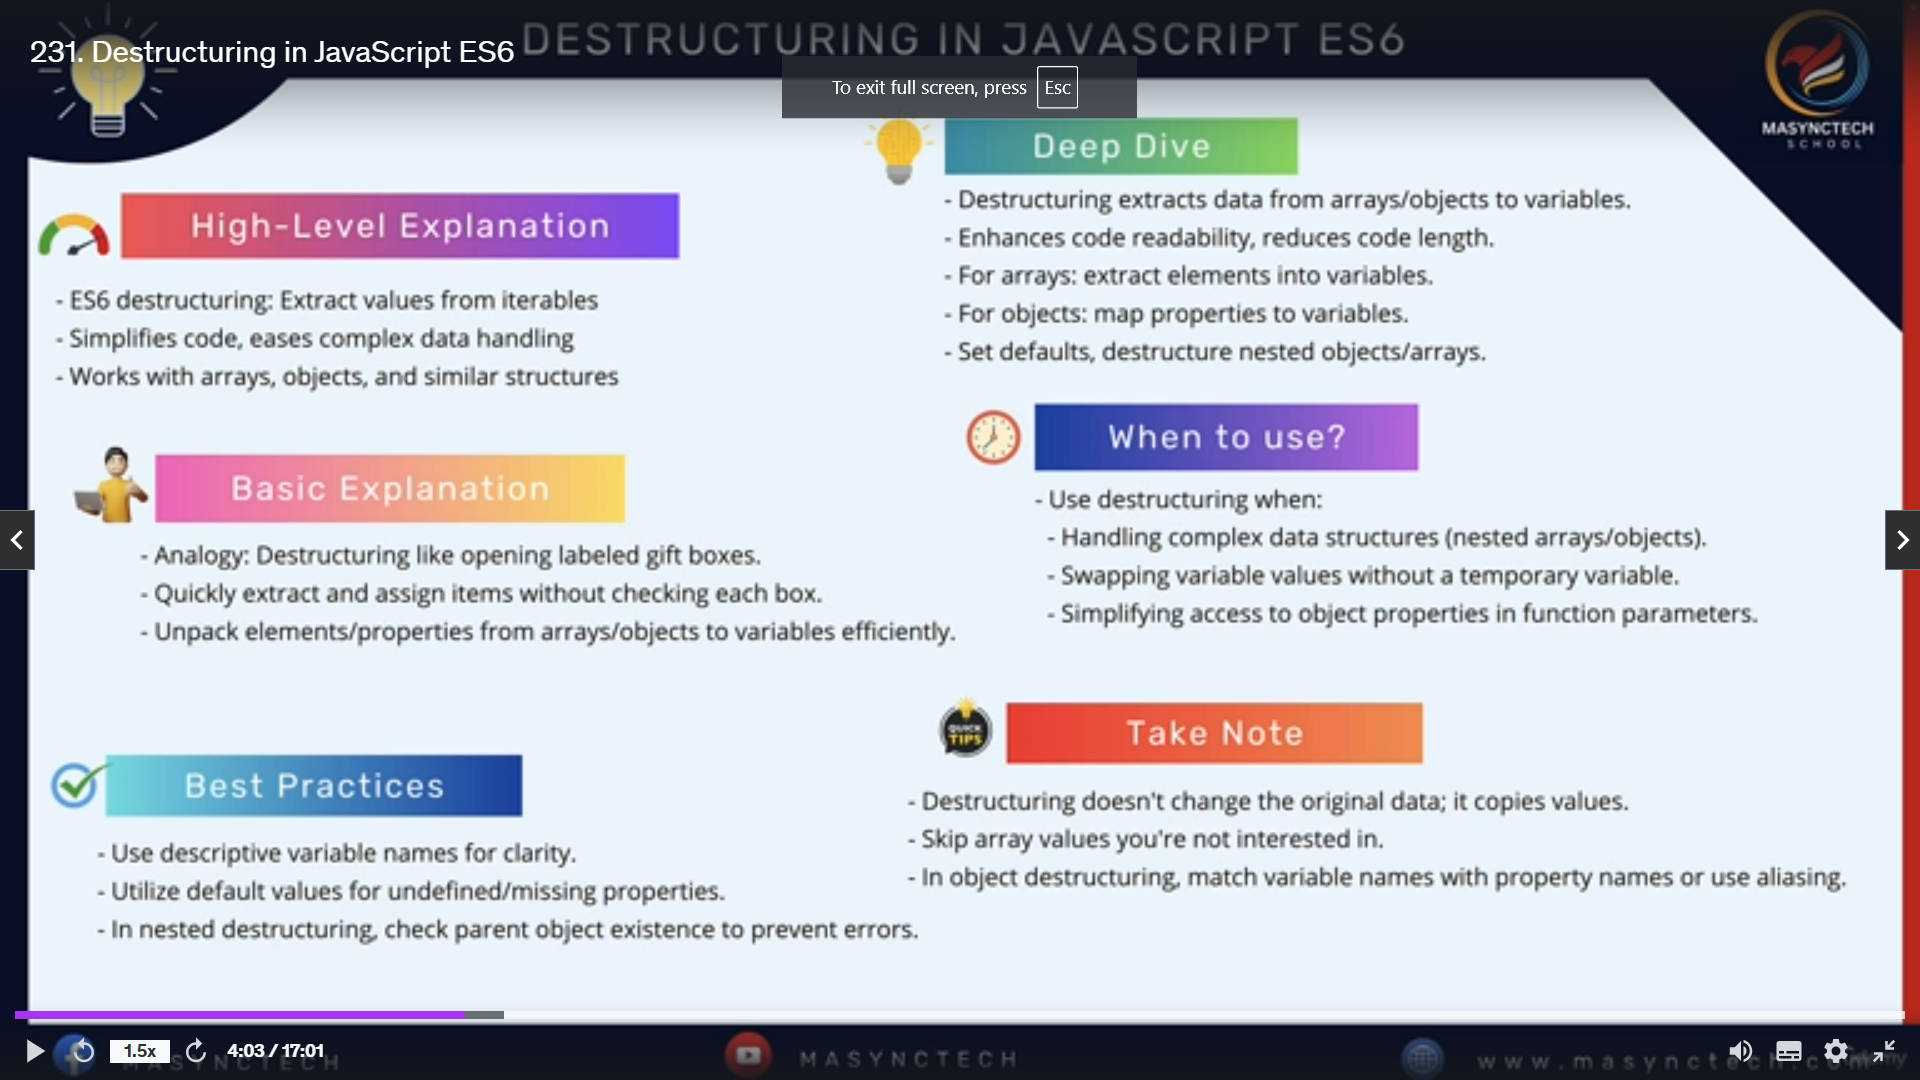 DESTRUCTURING IN JAVASCRIPT ES6
231. Destructuring in JavaScript ES6
To exit full screen, press Esc
MASYNCTECH
SCHOOL
High-Level Explanation
- ES6 destructuring: Extract values from iterables
- Simplifies code, eases complex data handling
- Works with arrays, objects, and similar structures
Basic Explanation
- Analogy: Destructuring like opening labeled gift boxes.
- Quickly extract and assign items without checking each box.
- Unpack elements/properties from arrays/objects to variables efficiently.
Best Practices
- Use descriptive variable names for clarity.
- Utilize default values for undefined/missing properties.
- In nested destructuring, check parent object existence to prevent errors.
Deep Dive
- Destructuring extracts data from arrays/objects to variables.
- Enhances code readability, reduces code length.
- For arrays: extract elements into variables.
- For objects: map properties to variables.
- Set defaults, destructure nested objects/arrays.
When to use?
- Use destructuring when:
- Handling complex data structures (nested arrays/objects).
- Swapping variable values without a temporary variable.
- Simplifying access to object properties in function parameters.
QUICK
TIPS
Take Note
- Destructuring doesn't change the original data; it copies values.
- Skip array values you're not interested in.
- In object destructuring, match variable names with property names or use aliasing.
1.5x
4:03 / 17:01
MASYNCTECH
MASYNCTECH
www.masynctech.com